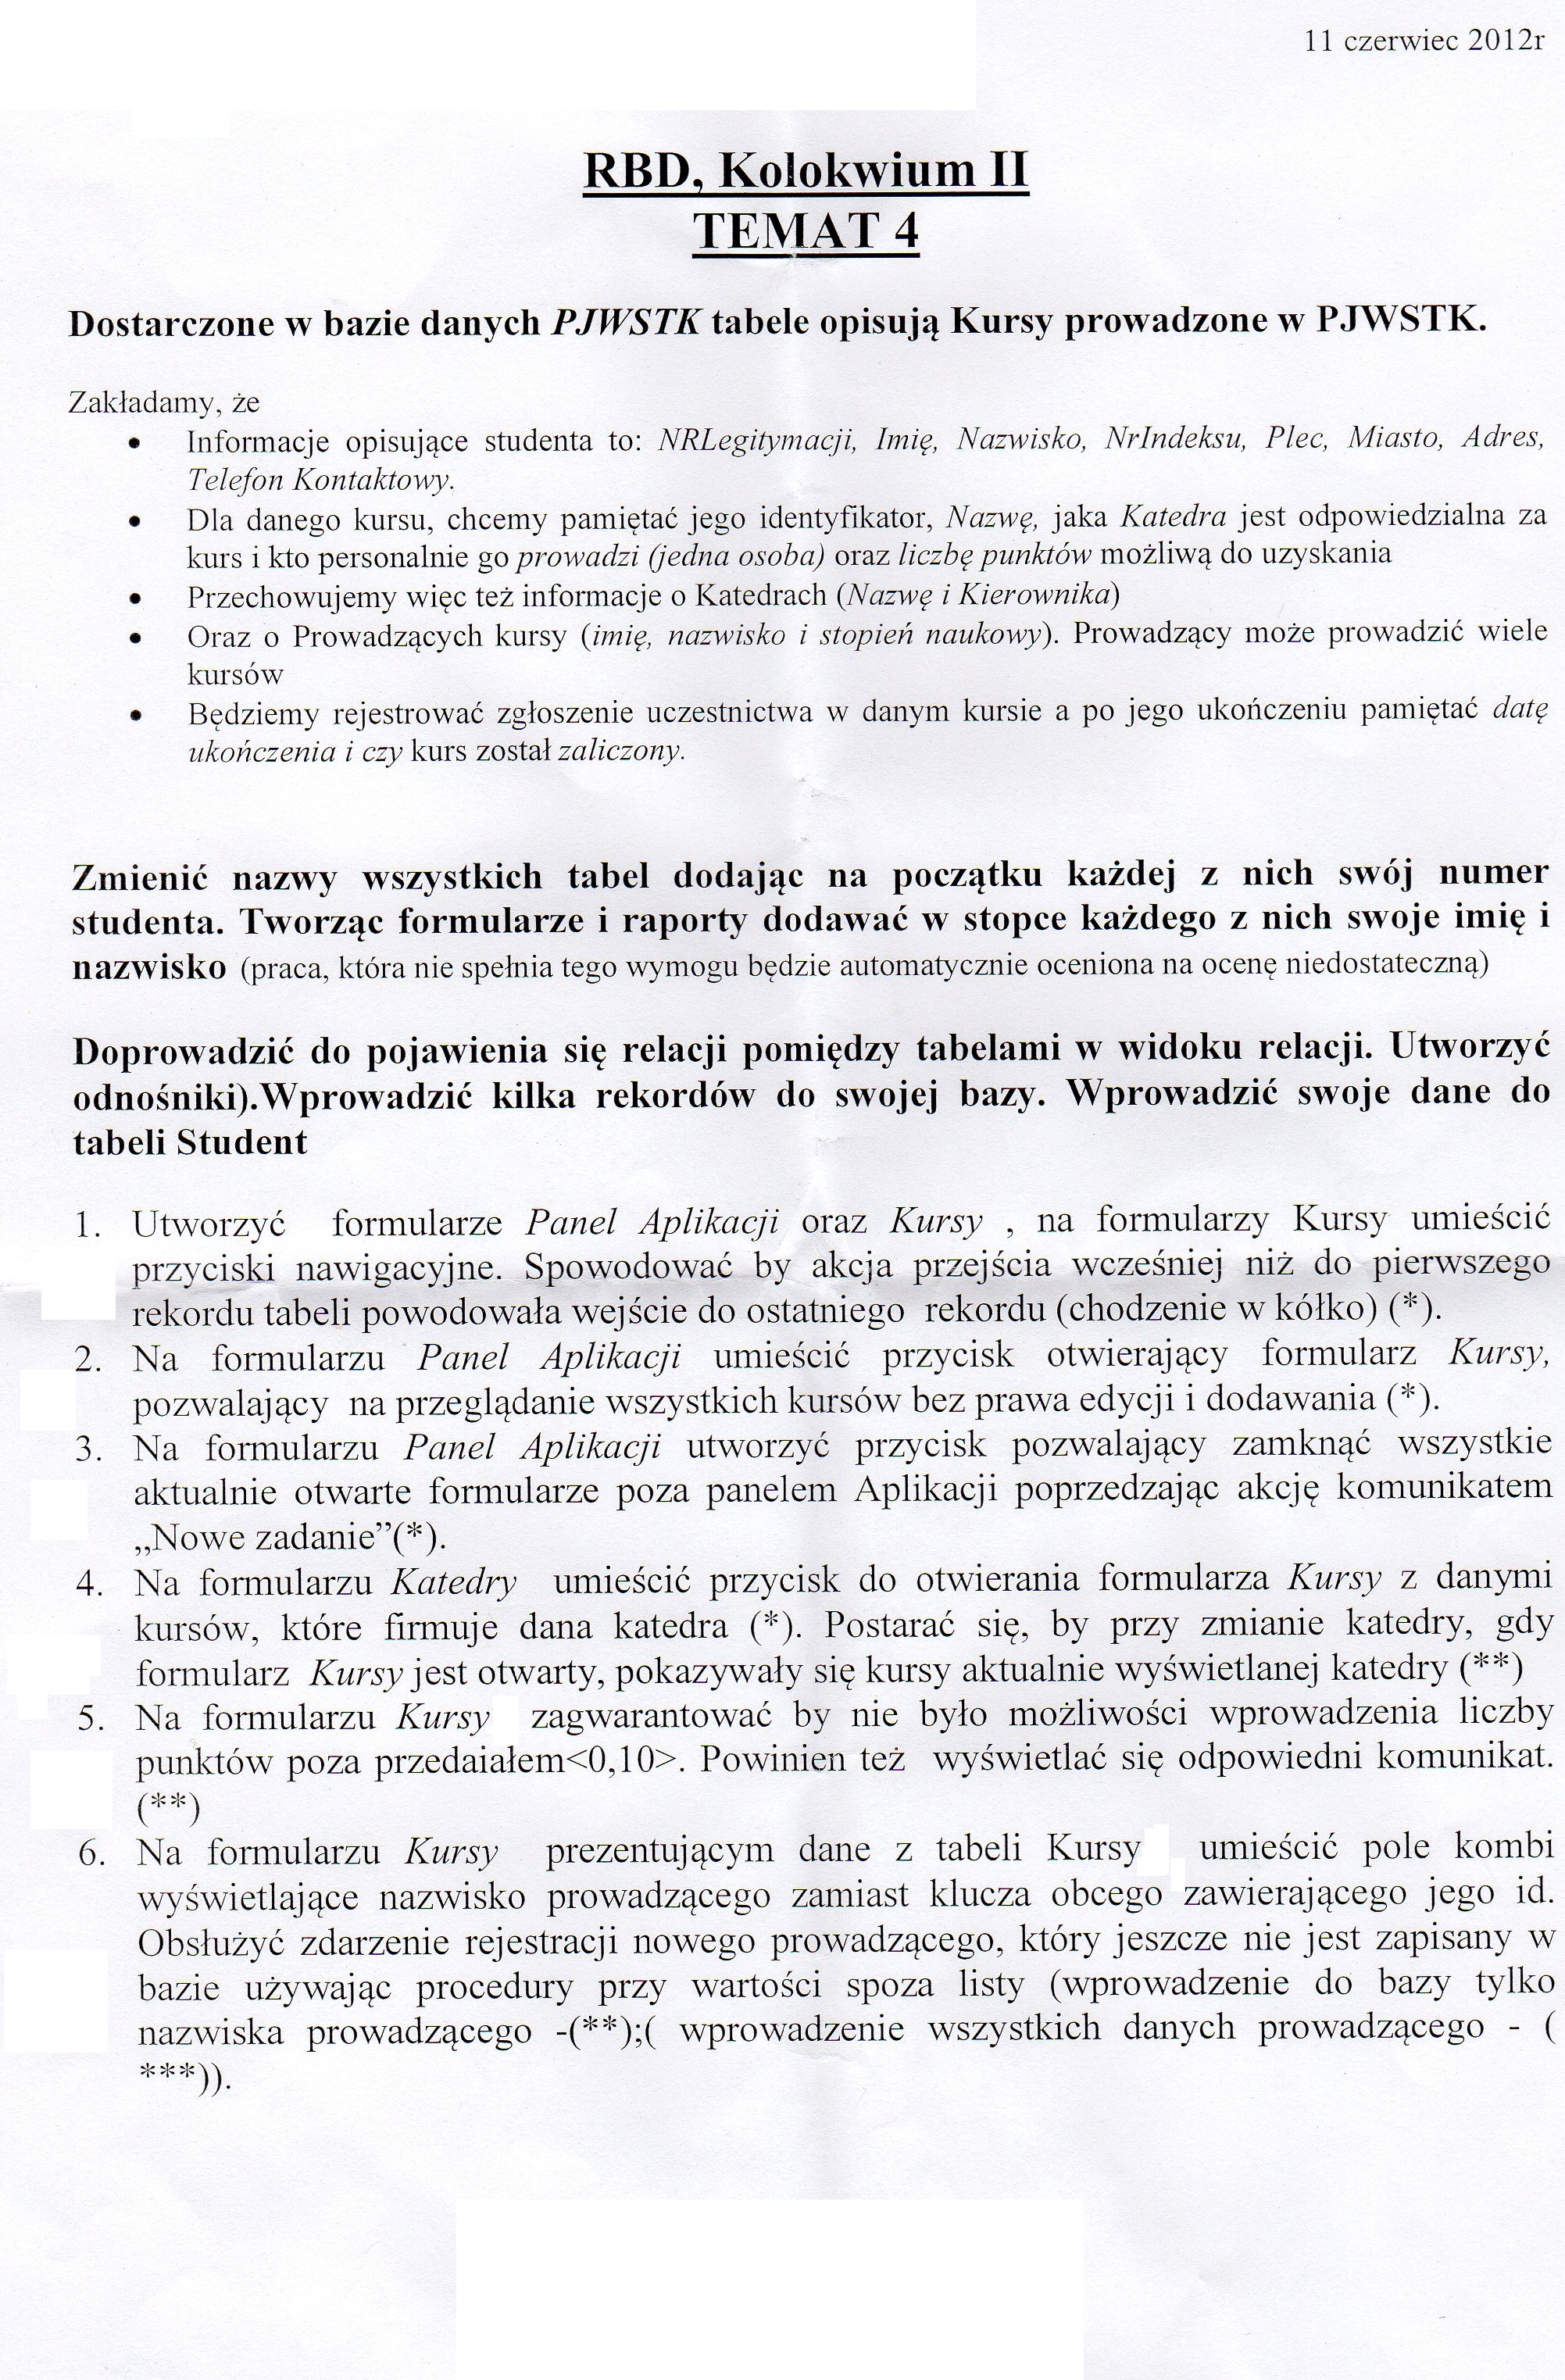 11 czerwiec 2012r
RBD, Kolokwium II
TEMAT 4
Dostarczone w bazie danych PJWSTK tabele opisują Kursy prowadzone w PJWSTK.
Zakładamy, że
• Informacje opisujące studenta to: NRLegitymacji, Imię, Nazwisko, NrIndeksu, Plec, Miasto, Adres,
Telefon Kontaktowy.
• Dla danego kursu, chcemy pamiętać jego identyfikator, Nazwę, jaka Katedra jest odpowiedzialna za
kurs i kto personalnie go prowadzi (jedna osoba) oraz liczbę punktów możliwą do uzyskania
• Przechowujemy więc też informacje o Katedrach (Nazwę i Kierownika)
• Oraz o Prowadzących kursy (imię, nazwisko i stopień naukowy). Prowadzący może prowadzić wiele
kursów
• Będziemy rejestrować zgłoszenie uczestnictwa w danym kursie a po jego ukończeniu pamiętać datę
ukończenia i czy kurs został zaliczony.
Zmienić nazwy wszystkich tabel dodając na początku każdej z nich swój numer
studenta. Tworząc formularze i raporty dodawać w stopce każdego z nich swoje imię i
nazwisko (praca, która nie spełnia tego wymogu będzie automatycznie oceniona na ocenę niedostateczną)
Doprowadzić do pojawienia się relacji pomiędzy tabelami w widoku relacji. Utworzyć
odnośniki).Wprowadzić kilka rekordów do swojej bazy. Wprowadzić swoje dane do
tabeli Student
1. Utworzyć formularze Panel Aplikacji oraz Kursy , na formularzy Kursy umieścić
przyciski nawigacyjne. Spowodować by akcja przejścia wcześniej niż do pierwszego
rekordu tabeli powodowała wejście do ostatniego rekordu (chodzenie w kółko) (*).
2. Na formularzu Panel Aplikacji umieścić przycisk otwierający formularz Kursy,
pozwalający na przeglądanie wszystkich kursów bez prawa edycji i dodawania (*).
3. Na formularzu Panel Aplikacji utworzyć przycisk pozwalający zamknąć wszystkie
aktualnie otwarte formularze poza panelem Aplikacji poprzedzając akcję komunikatem
„Nowe zadanie”(*).
4. Na formularzu Katedry umieścić przycisk do otwierania formularza Kursy z danymi
kursów, które firmuje dana katedra (*). Postarać się, by przy zmianie katedry, gdy
formularz Kursy jest otwarty, pokazywały się kursy aktualnie wyświetlanej katedry (**)
5. Na formularzu Kursy zagwarantować by nie było możliwości wprowadzenia liczby
punktów poza przedaiałem<0,10>. Powinien też wyświetlać się odpowiedni komunikat.
(**)
6. Na formularzu Kursy prezentującym dane z tabeli Kursy umieścić pole kombi
wyświetlające nazwisko prowadzącego zamiast klucza obcego zawierającego jego id.
Obsłużyć zdarzenie rejestracji nowego prowadzącego, który jeszcze nie jest zapisany w
bazie używając procedury przy wartości spoza listy (wprowadzenie do bazy tylko
nazwiska prowadzącego -(**);( wprowadzenie wszystkich danych prowadzącego - (
***)).